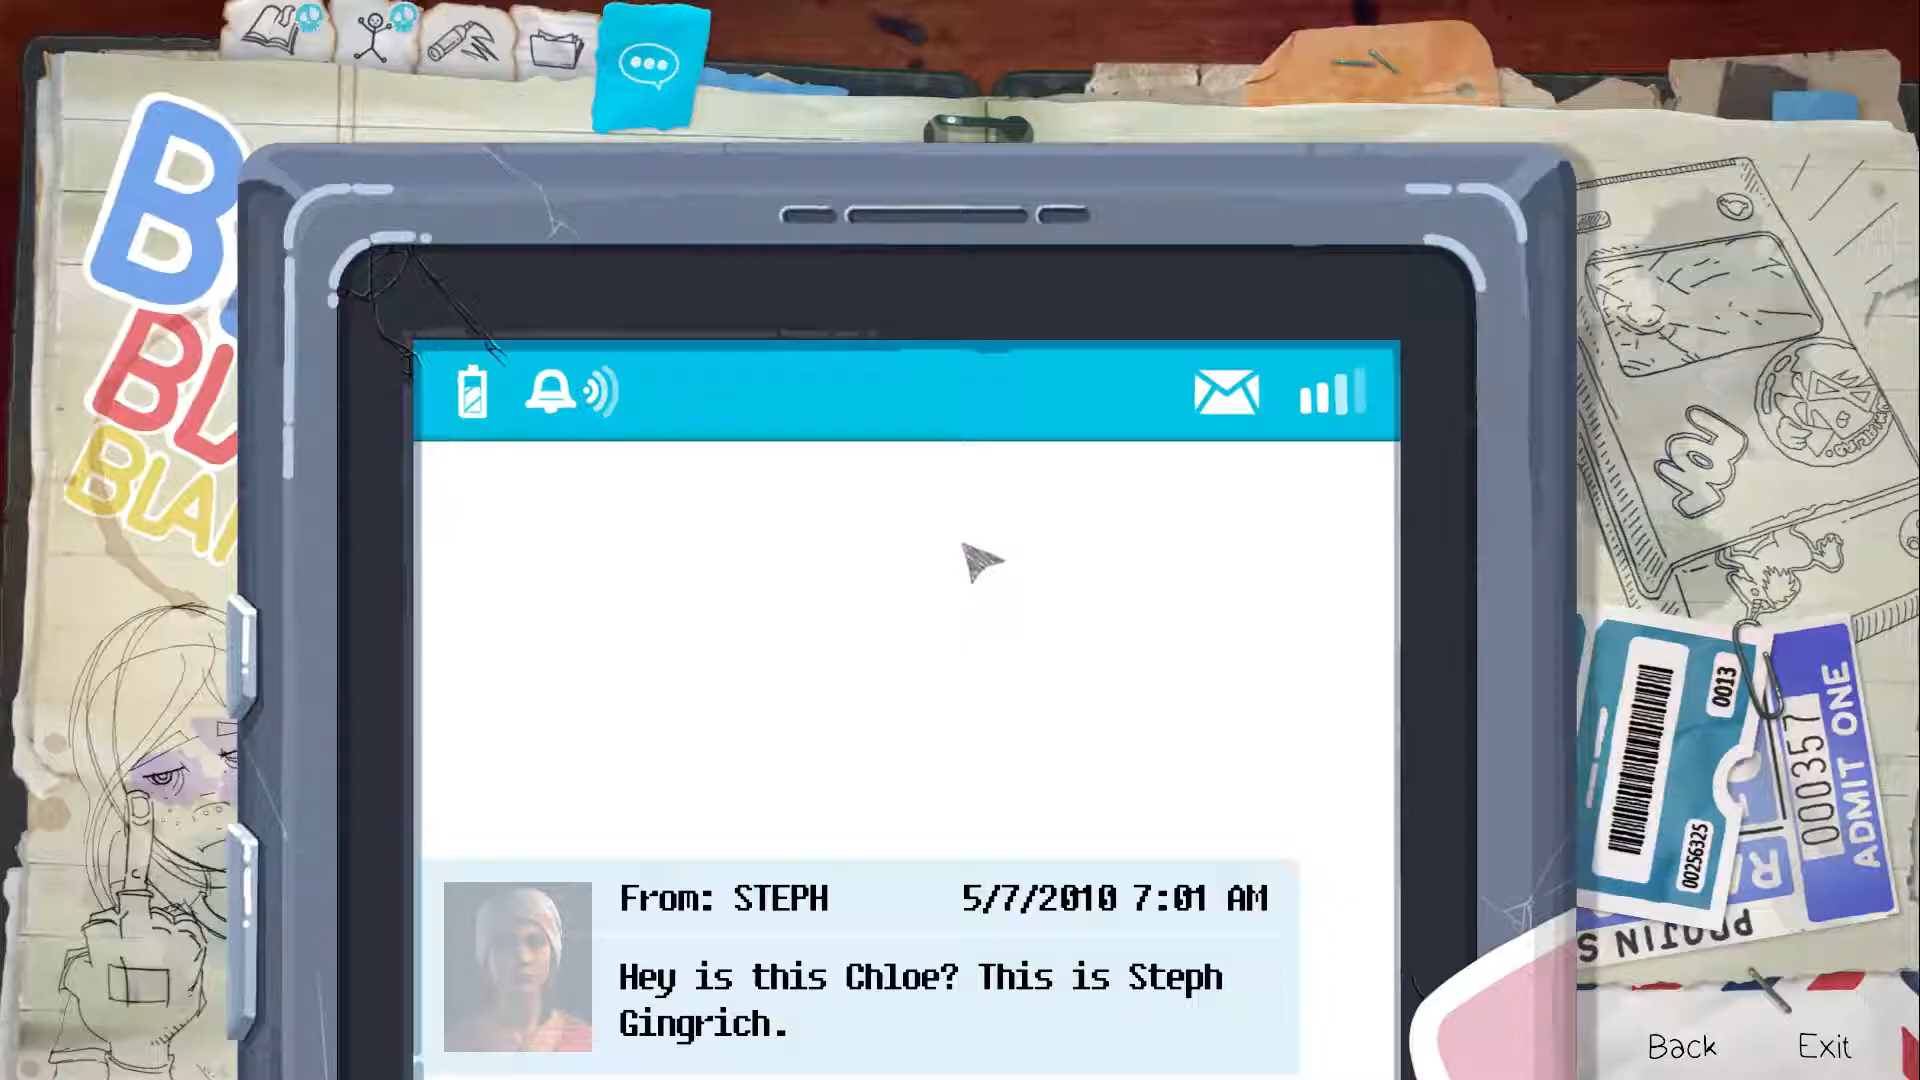 From: STEPH 5/7/2010 7:01 AM
Hey is this Chloe? This is Steph
Gingrich.
0013
00256325
000357
ADMIT ONE
Back Exit